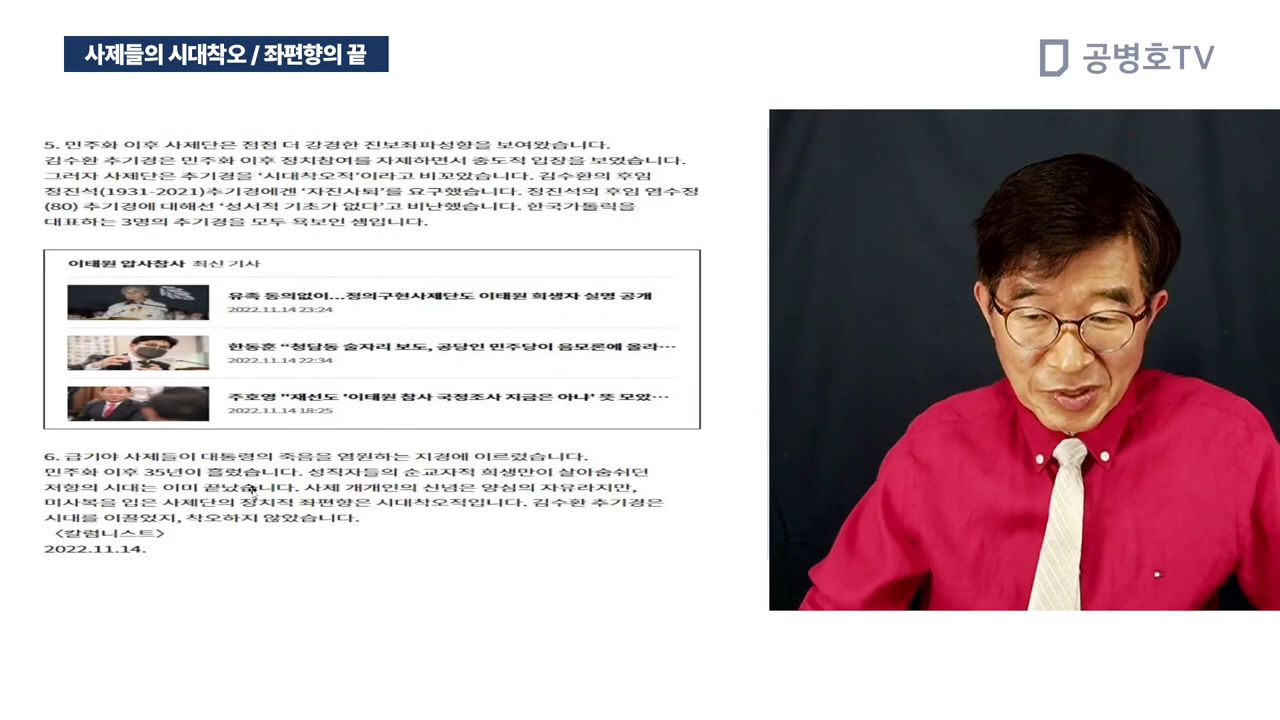 사제들의 시대착오 / 좌편향의 끝
공병호TV
5. 민주화 이후 사제단은 점점 더 강경한 진보좌파성향을 보여왔습니다.
김수환 추기경은 민주화 이후 정치참여를 자제하면서 중도적 입장을 보였습니다.
그러자 사제단은 추기경을 ‘시대착오적’이라고 비꼬았습니다. 김수환의 후임
정진석(1931-2021)추기경에겐 ‘자진사퇴’를 요구했습니다. 정진석의 후임 염수정
(80) 추기경에 대해선 ‘성서적 기초가 없다’고 비난했습니다. 한국가톨릭을
대표하는 3명의 추기경을 모두 욕보인 셈입니다.
이태원 압사참사 최신 기사
유족 동의없이...정의구현사제단도 이태원 희생자 실명 공개
2022.11.14 23:24
한동훈 “청담동 술자리 보도, 공당인 민주당이 음모론에 올라…
2022.11.14 22:34
주호영 "재선도 '이태원 참사 국정조사 지금은 아냐' 뜻 모았…
2022.11.14 18:25
6. 급기야 사제들이 대통령의 죽음을 염원하는 지경에 이르렀습니다.
민주화 이후 35년이 흘렀습니다. 성직자들의 순교자적 희생만이 살아숨쉬던
저항의 시대는 이미 끝났습니다. 사제 개개인의 신념은 양심의 자유라지만,
미사복을 입은 사제단의 정치적 좌편향은 시대착오적입니다. 김수환 추기경은
시대를 이끌었지, 착오하지 않았습니다.
〈칼럼니스트〉
2022.11.14.